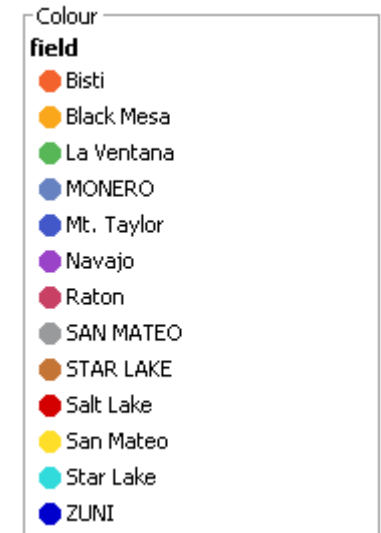 Colour
field
Bisti
Black Mesa
La Ventana
MONERO
Mt. Taylor
Navajo
Raton
SAN MATEO
STAR LAKE
Salt Lake
San Mateo
Star Lake
ZUNI